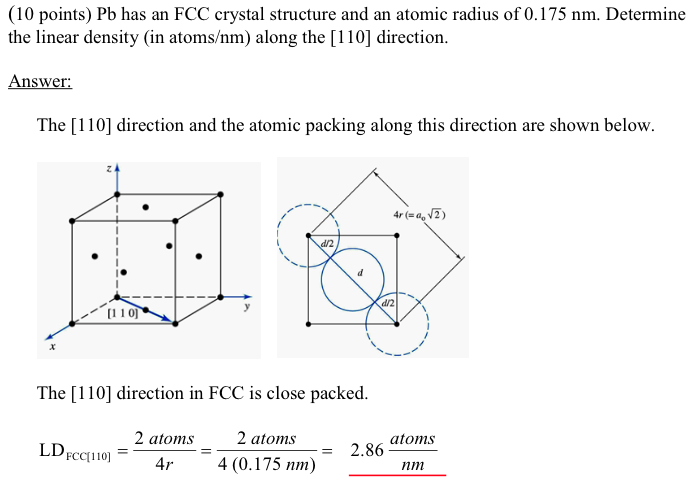 (10 points) Pb has an FCC crystal structure and an atomic radius of 0.175 nm. Determine
the linear density (in atoms/nm) along the [110] direction.
Answer:
The [110] direction and the atomic packing along this direction are shown below.
z
[1 1 0]
y
x
4r (= a₀ √2)
d/2
d
d/2
The [110] direction in FCC is close packed.
LD FCC[110] = 2 atoms / 4r = 2 atoms / 4 (0.175 nm) = 2.86 atoms / nm